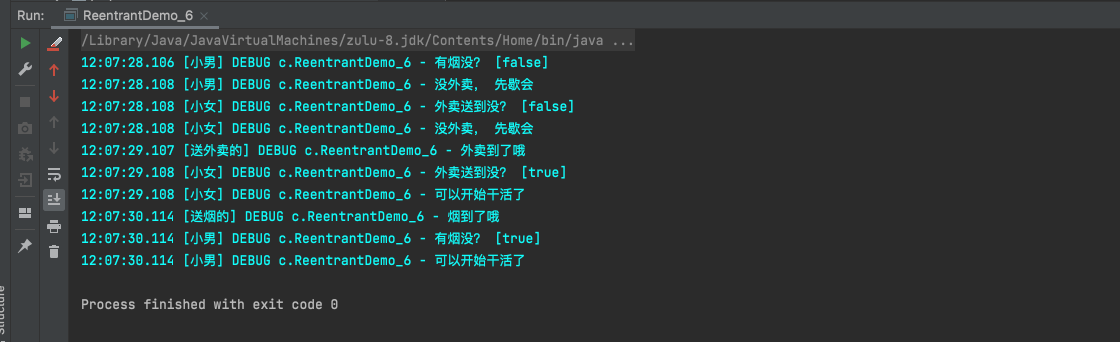 Run: ReentrantDemo_6 ×
/Library/Java/JavaVirtualMachines/zulu-8.jdk/Contents/Home/bin/java ...
12:07:28.106 [小男] DEBUG c.ReentrantDemo_6 - 有烟没? [false]
12:07:28.108 [小男] DEBUG c.ReentrantDemo_6 - 没外卖, 先歇会
12:07:28.108 [小女] DEBUG c.ReentrantDemo_6 - 外卖送到没? [false]
12:07:28.108 [小女] DEBUG c.ReentrantDemo_6 - 没外卖, 先歇会
12:07:29.107 [送外卖的] DEBUG c.ReentrantDemo_6 - 外卖到了哦
12:07:29.108 [小女] DEBUG c.ReentrantDemo_6 - 外卖送到没? [true]
12:07:29.108 [小女] DEBUG c.ReentrantDemo_6 - 可以开始干活了
12:07:30.114 [送烟的] DEBUG c.ReentrantDemo_6 - 烟到了哦
12:07:30.114 [小男] DEBUG c.ReentrantDemo_6 - 有烟没? [true]
12:07:30.114 [小男] DEBUG c.ReentrantDemo_6 - 可以开始干活了
Process finished with exit code 0